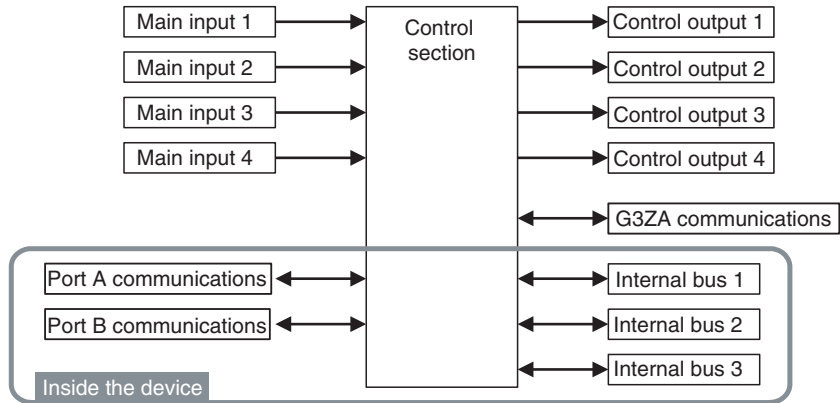 Main input 1
Main input 2
Main input 3
Main input 4
Control
section
Control output 1
Control output 2
Control output 3
Control output 4
G3ZA communications
Port A communications
Port B communications
Internal bus 1
Internal bus 2
Internal bus 3
Inside the device